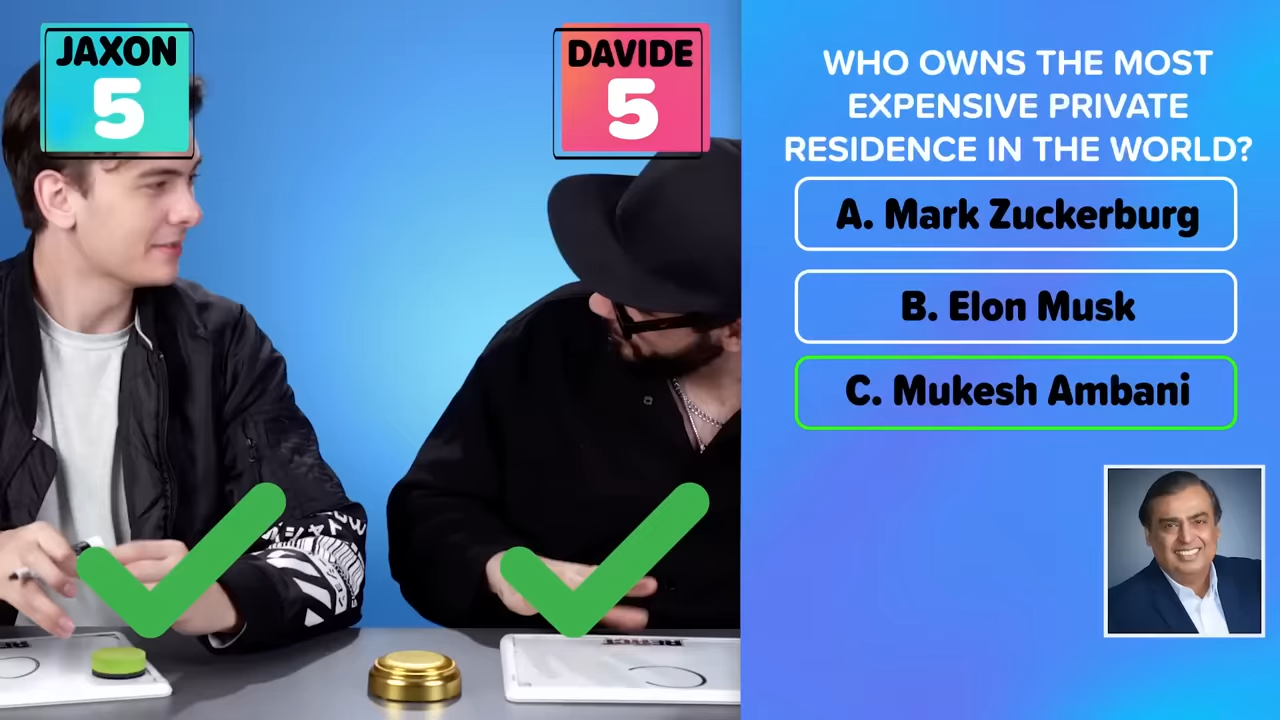 JAXON
5
DAVIDE
5
WHO OWNS THE MOST
EXPENSIVE PRIVATE
RESIDENCE IN THE WORLD?
A. Mark Zuckerburg
B. Elon Musk
C. Mukesh Ambani